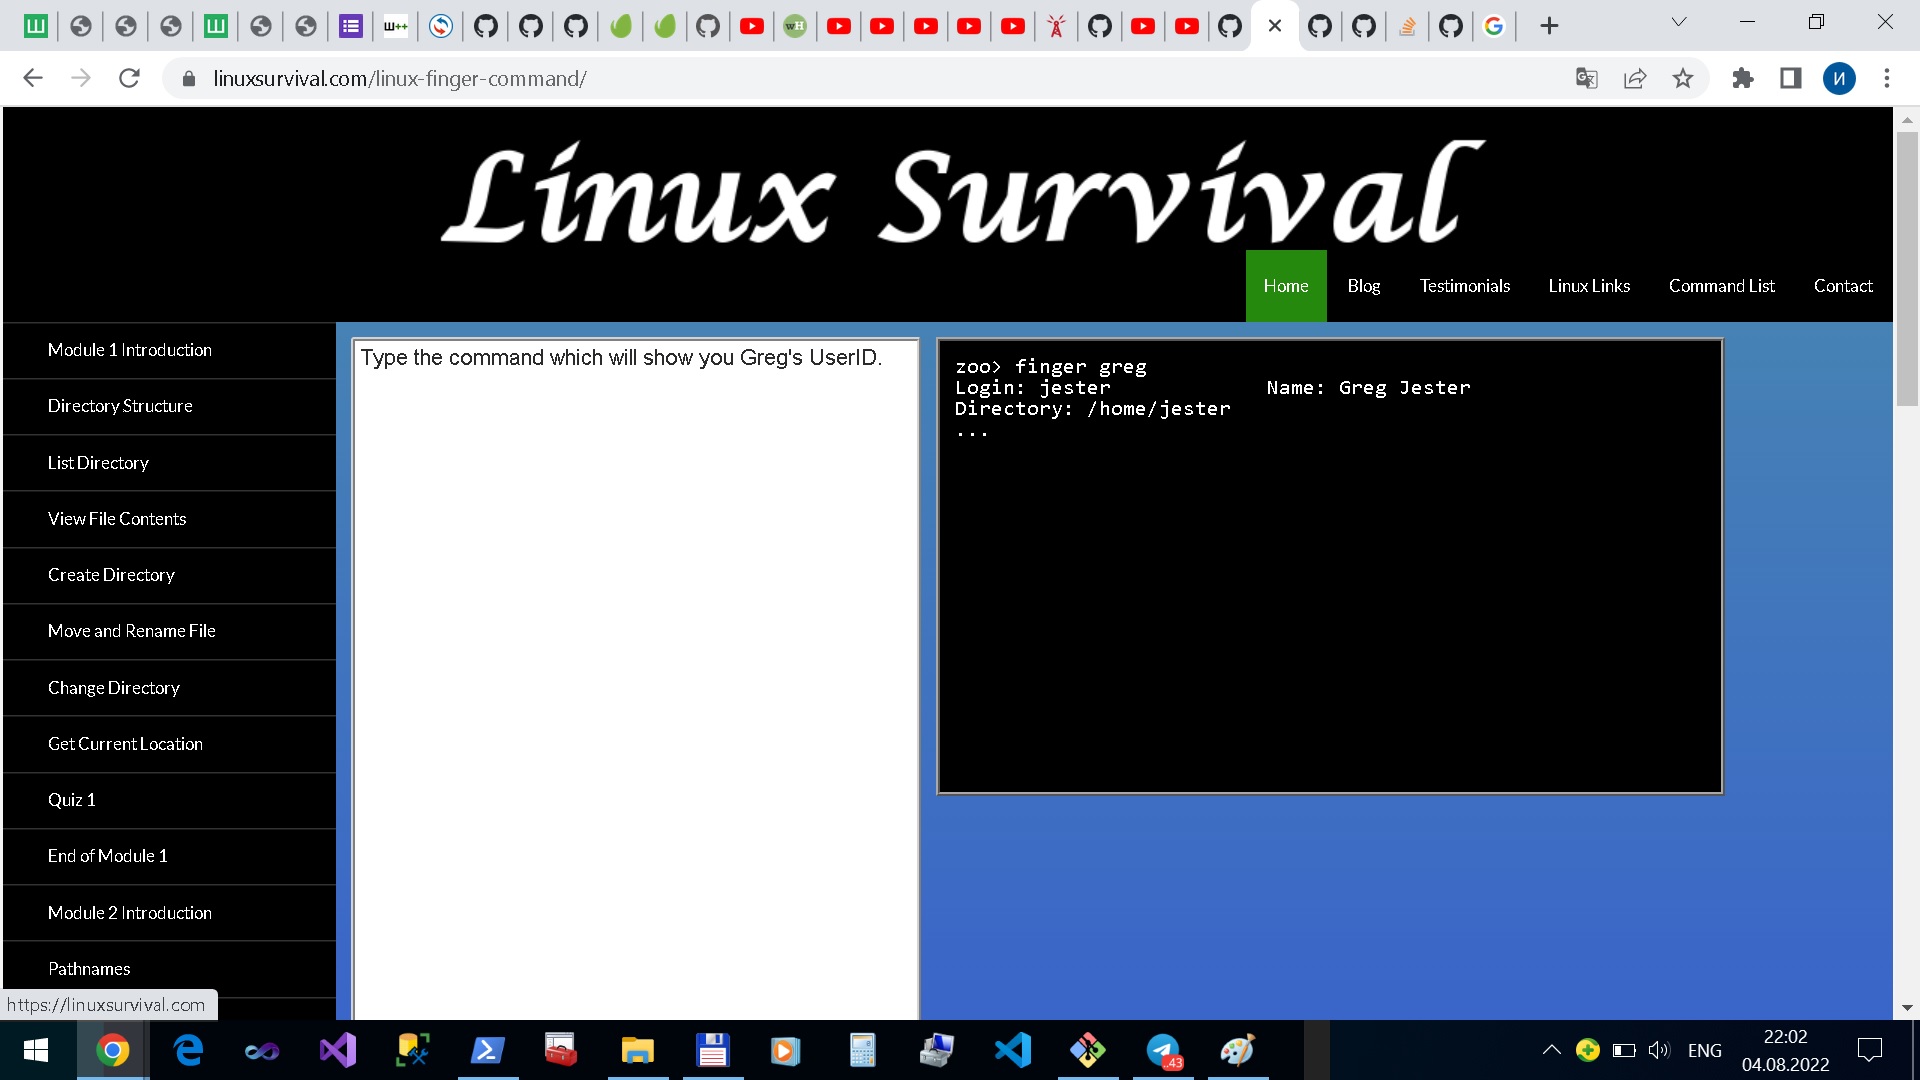 linuxsurvival.com/linux-finger-command/
И
Linux Survival
Home Blog Testimonials Linux Links Command List Contact
Module 1 Introduction
Directory Structure
List Directory
View File Contents
Create Directory
Move and Rename File
Change Directory
Get Current Location
Quiz 1
End of Module 1
Module 2 Introduction
Pathnames
https://linuxsurvival.com
Type the command which will show you Greg's UserID.
zoo> finger greg
Login: jester Name: Greg Jester
Directory: /home/jester
...
..43
ENG
22:02
04.08.2022